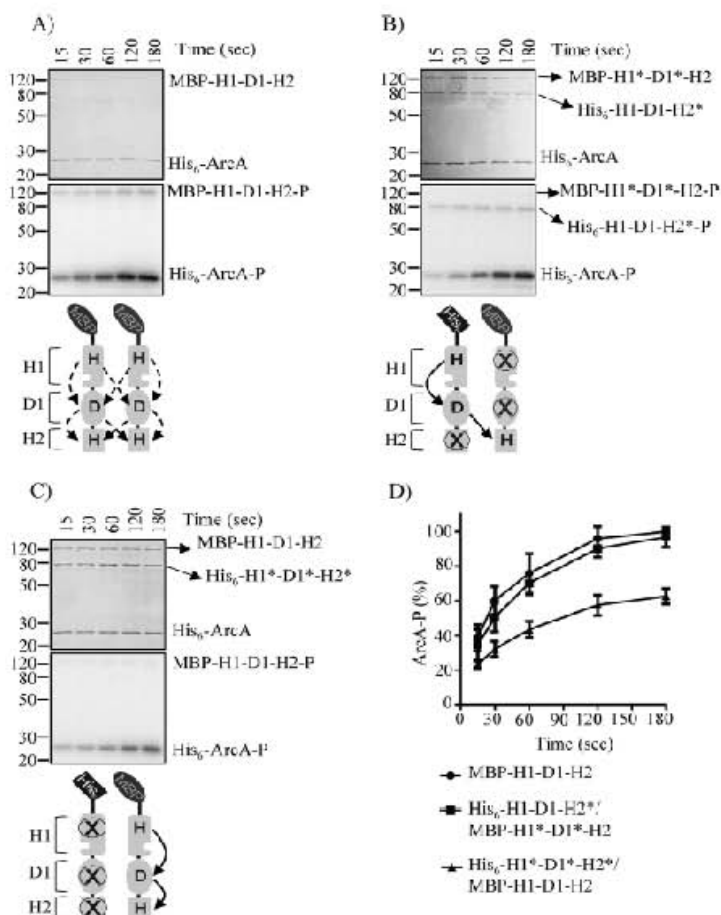 A)
15 30 60 120 180 Time (sec)
120
80
50
30
20
MBP-H1-D1-H2
His6-ArcA
120
80
50
30
20
MBP-H1-D1-H2-P
His6-ArcA-P
MBP MBP
H1 H H
D1 D D
H2 H H
B)
15 30 60 120 180 Time (sec)
120
80
50
30
20
MBP-H1*-D1*-H2
His6-H1-D1-H2*
His6-ArcA
120
80
50
30
20
MBP-H1*-D1*-H2-P
His6-H1-D1-H2*-P
His6-ArcA-P
His MBP
H1 H X
D1 D X
H2 X H
C)
15 30 60 120 180 Time (sec)
120
80
50
30
20
MBP-H1-D1-H2
His6-H1*-D1*-H2*
His6-ArcA
120
80
50
30
20
MBP-H1-D1-H2-P
His6-ArcA-P
His MBP
H1 X H
D1 X D
H2 X H
D)
ArcA-P (%)
100
80
60
40
20
0 30 60 90 120 150 180
Time (sec)
MBP-H1-D1-H2
His6-H1-D1-H2*/
MBP-H1*-D1*-H2
His6-H1*-D1*-H2*/
MBP-H1-D1-H2